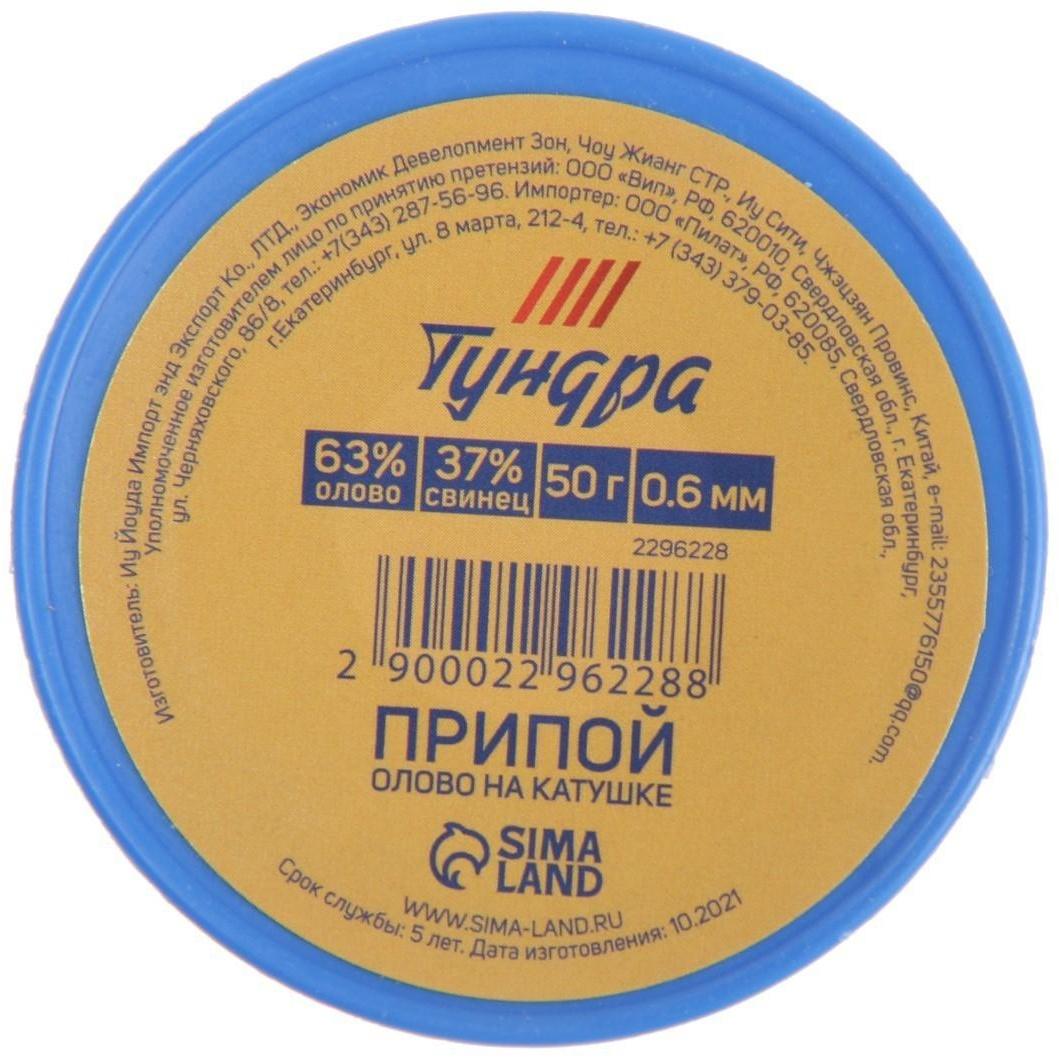 Изготовитель: Иу Йоуда Импорт энд Экспорт Ко., ЛТД., Экономик Девелопмент Зон, Чоу Жианг СТР., Иу Сити, Чжэцзян Провинс, Китай, e-mail: 2355776150@qq.com.
Уполномоченное изготовителем лицо по принятию претензий: ООО «Вип», РФ, 620010, Свердловская обл., г. Екатеринбург,
ул. Черняховского, 86/8, тел.: +7(343) 287-56-96. Импортер: ООО «Пилат», РФ, 620085, Свердловская обл.,
г.Екатеринбург, ул. 8 марта, 212-4, тел.: +7 (343) 379-03-85.
Тундра
63% 37% 50 г 0.6 мм
олово свинец
2296228
2 900022 962288
ПРИПОЙ
ОЛОВО НА КАТУШКЕ
SIMA
LAND
WWW.SIMA-LAND.RU
Срок службы: 5 лет. Дата изготовления: 10.2021